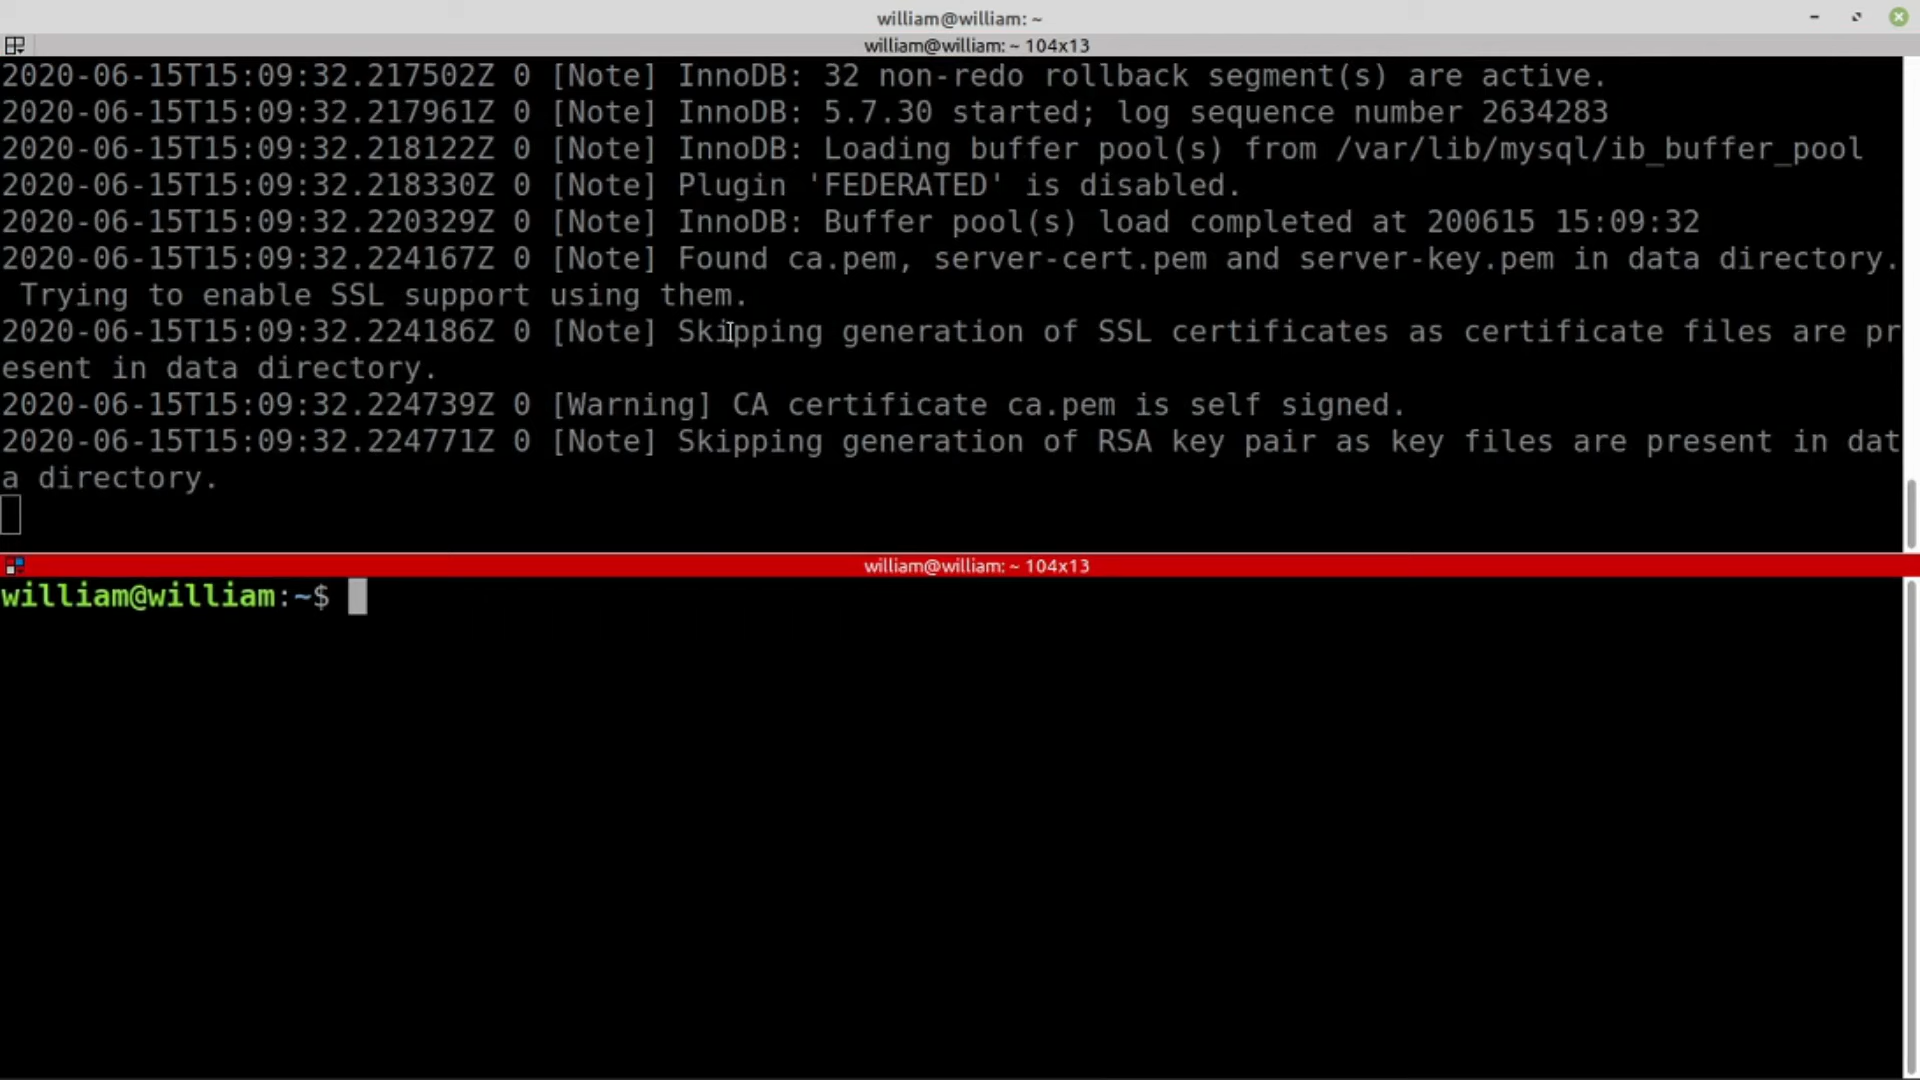 william@william: ~
william@william: ~ 104x13
2020-06-15T15:09:32.217502Z 0 [Note] InnoDB: 32 non-redo rollback segment(s) are active.
2020-06-15T15:09:32.217961Z 0 [Note] InnoDB: 5.7.30 started; log sequence number 2634283
2020-06-15T15:09:32.218122Z 0 [Note] InnoDB: Loading buffer pool(s) from /var/lib/mysql/ib_buffer_pool
2020-06-15T15:09:32.218330Z 0 [Note] Plugin 'FEDERATED' is disabled.
2020-06-15T15:09:32.220329Z 0 [Note] InnoDB: Buffer pool(s) load completed at 200615 15:09:32
2020-06-15T15:09:32.224167Z 0 [Note] Found ca.pem, server-cert.pem and server-key.pem in data directory.
 Trying to enable SSL support using them.
2020-06-15T15:09:32.224186Z 0 [Note] Skipping generation of SSL certificates as certificate files are pr
esent in data directory.
2020-06-15T15:09:32.224739Z 0 [Warning] CA certificate ca.pem is self signed.
2020-06-15T15:09:32.224771Z 0 [Note] Skipping generation of RSA key pair as key files are present in dat
a directory.
william@william: ~ 104x13
william@william:~$